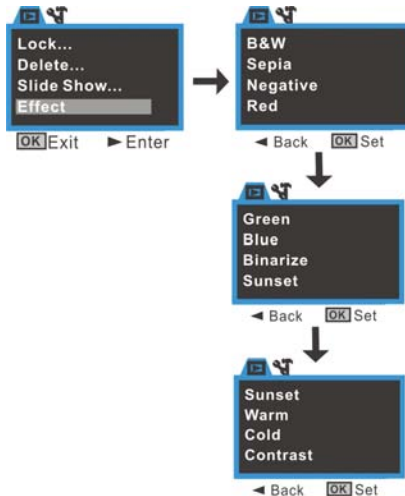 Lock...
Delete...
Slide Show...
Effect
OK Exit ► Enter
B&W
Sepia
Negative
Red
◄ Back OK Set
Green
Blue
Binarize
Sunset
◄ Back OK Set
Sunset
Warm
Cold
Contrast
◄ Back OK Set